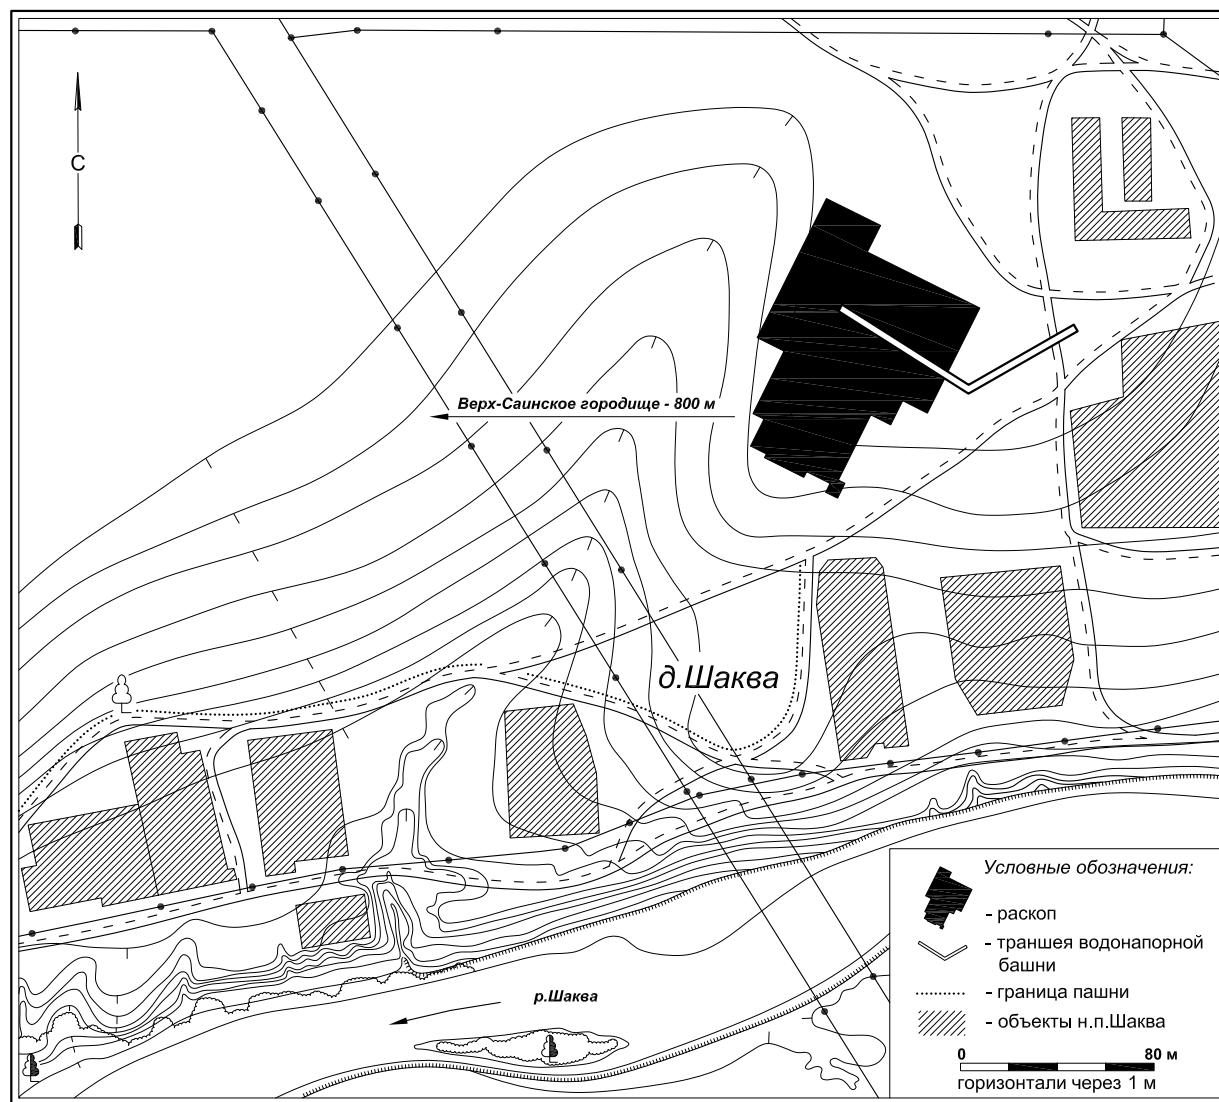 С
Верх-Саинское городище - 800 м
д.Шаква
р.Шаква
Условные обозначения:
- раскоп
- траншея водонапорной
башни
- граница пашни
- объекты н.п.Шаква
0 80 м
горизонтали через 1 м